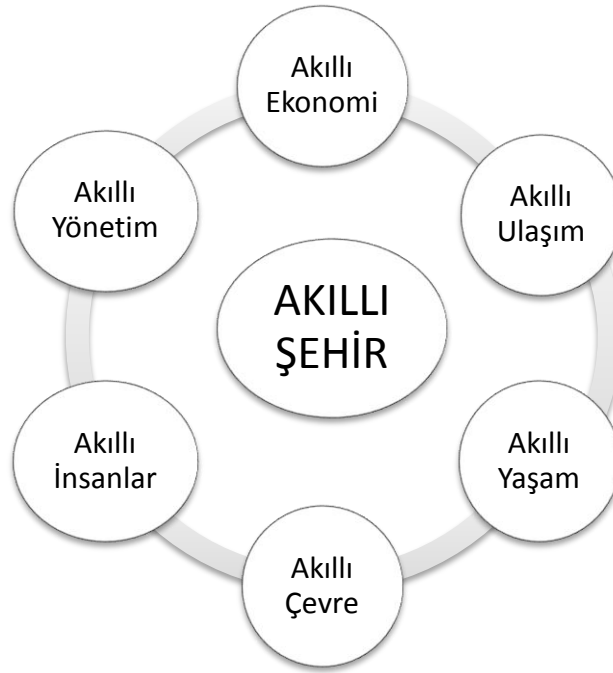 Akıllı
Ekonomi
Akıllı
Ulaşım
Akıllı
Yaşam
Akıllı
Çevre
Akıllı
İnsanlar
Akıllı
Yönetim
AKILLI
ŞEHİR